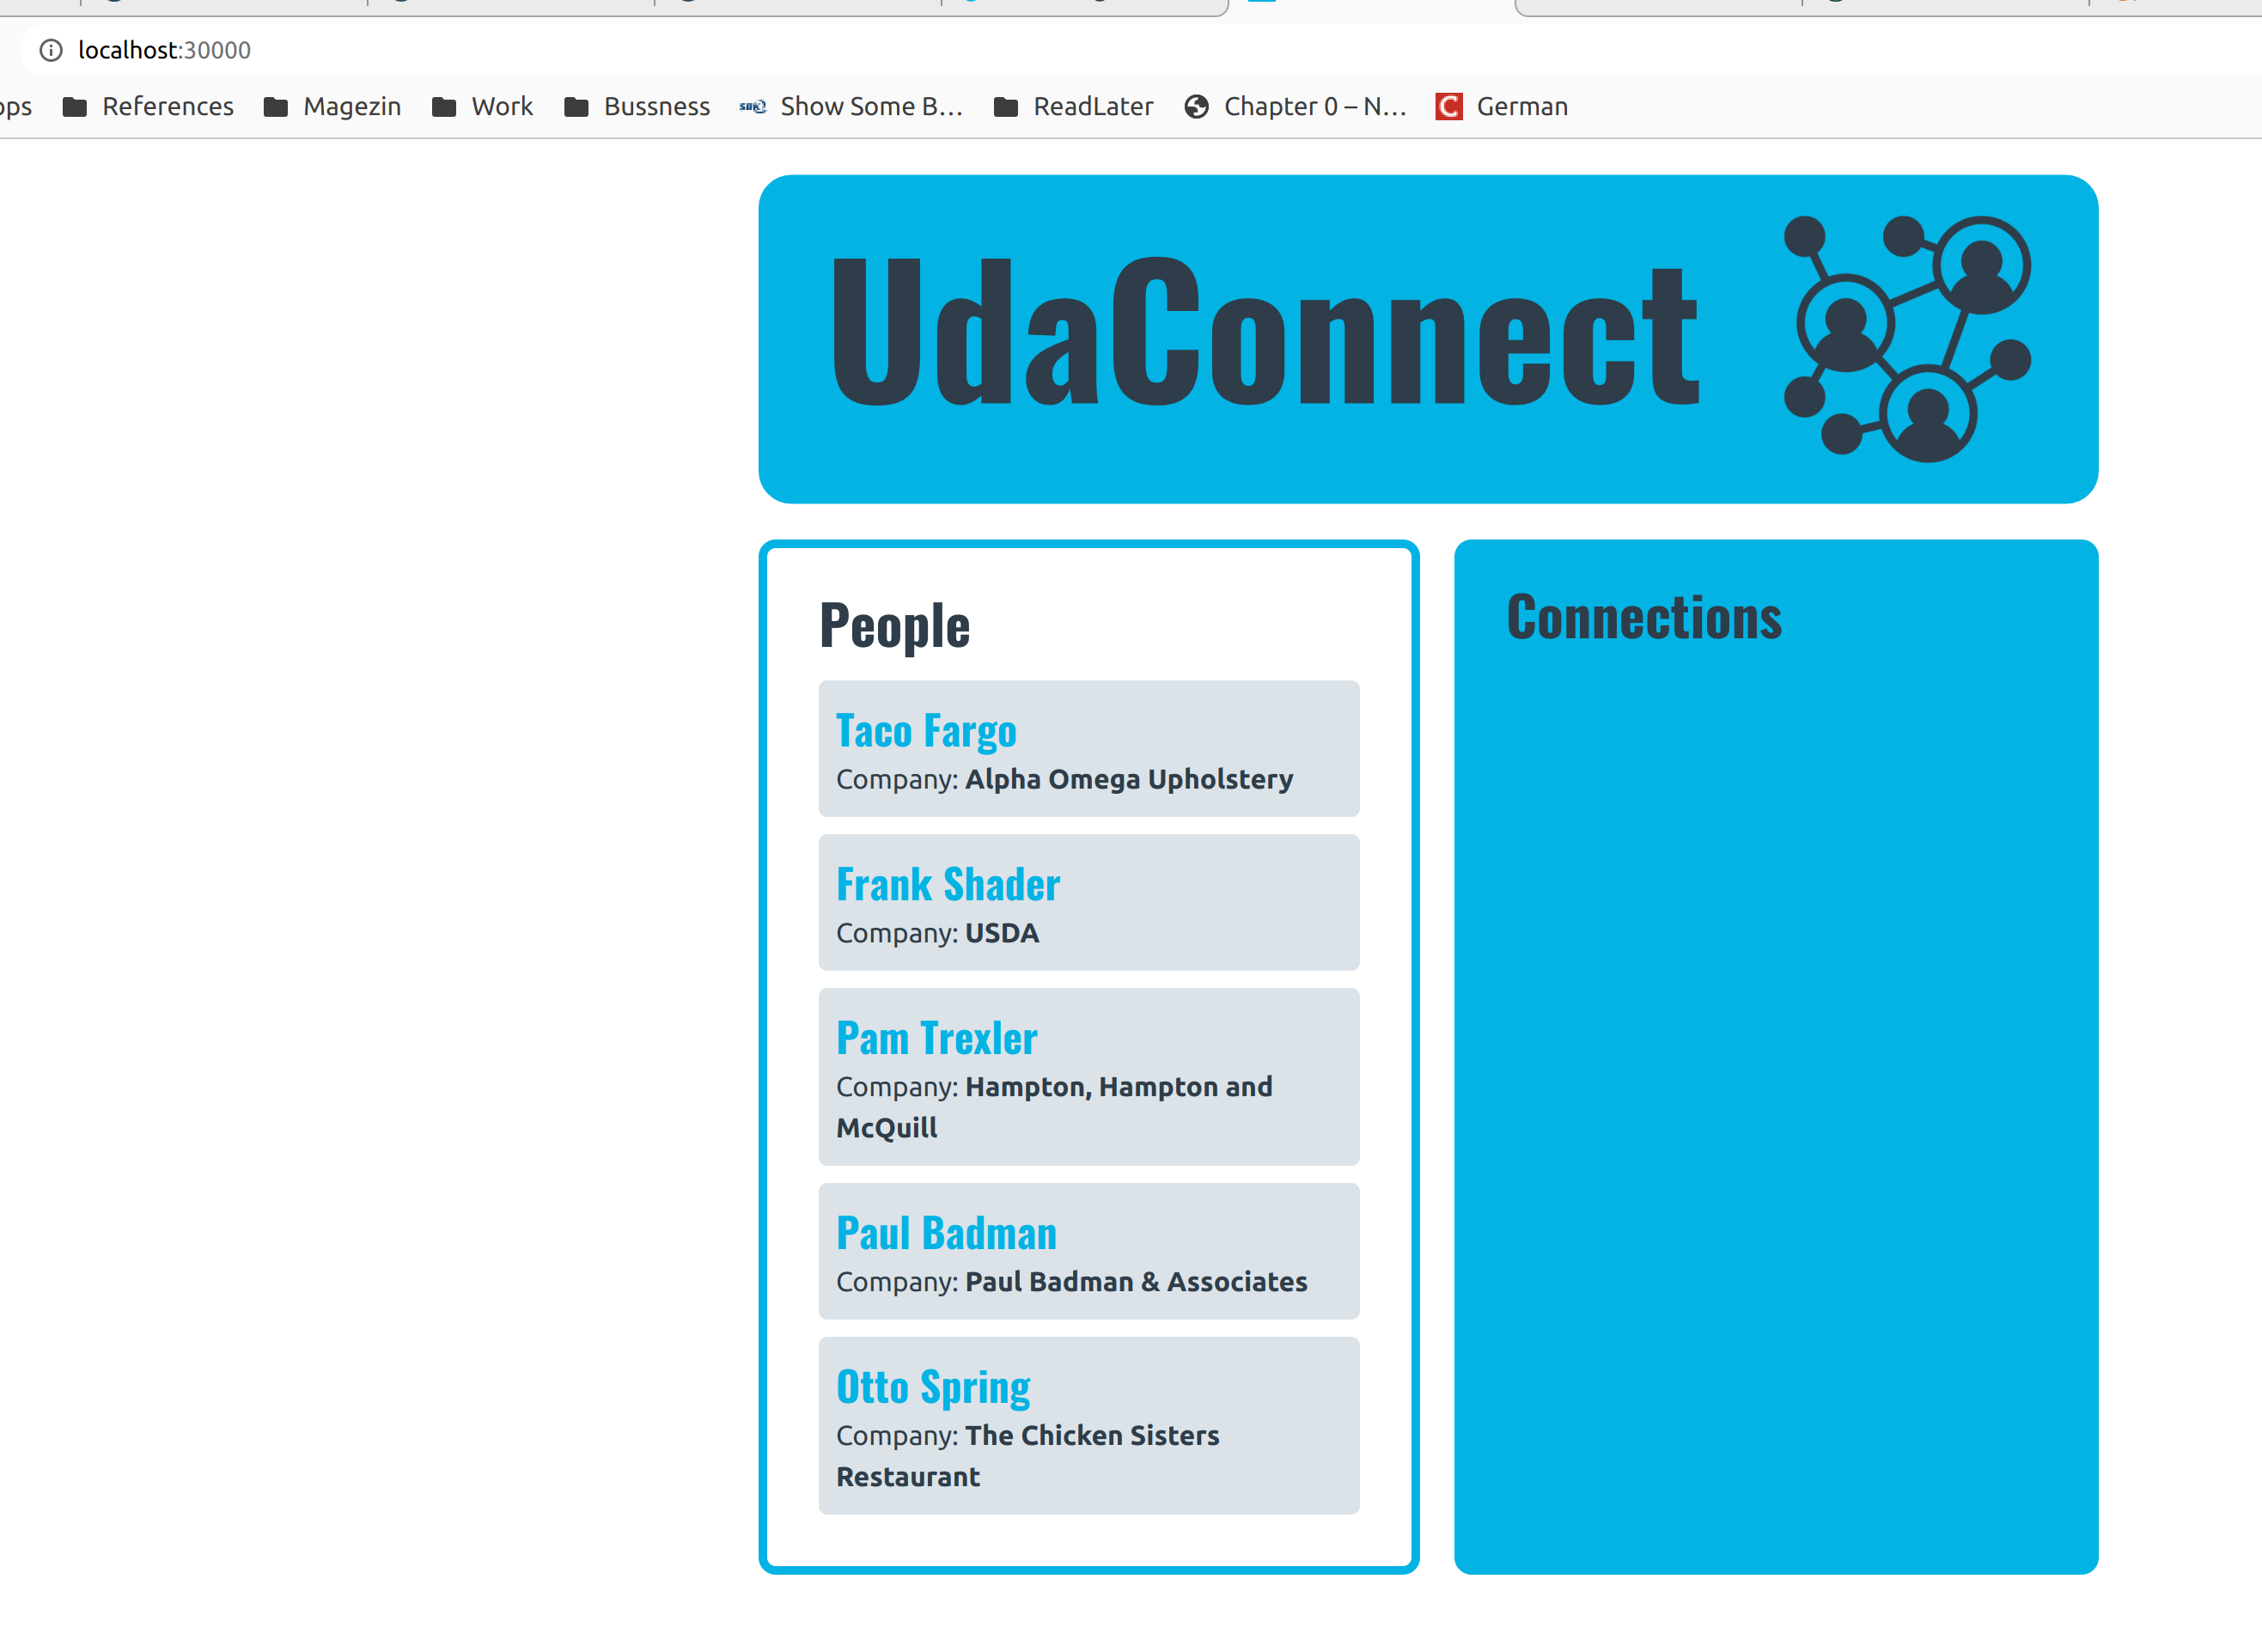 localhost:30000
ps References Magezin Work Bussness Show Some B... ReadLater Chapter 0 – N... C German
UdaConnect
People
Connections
Taco Fargo
Company: Alpha Omega Upholstery
Frank Shader
Company: USDA
Pam Trexler
Company: Hampton, Hampton and
McQuill
Paul Badman
Company: Paul Badman & Associates
Otto Spring
Company: The Chicken Sisters
Restaurant